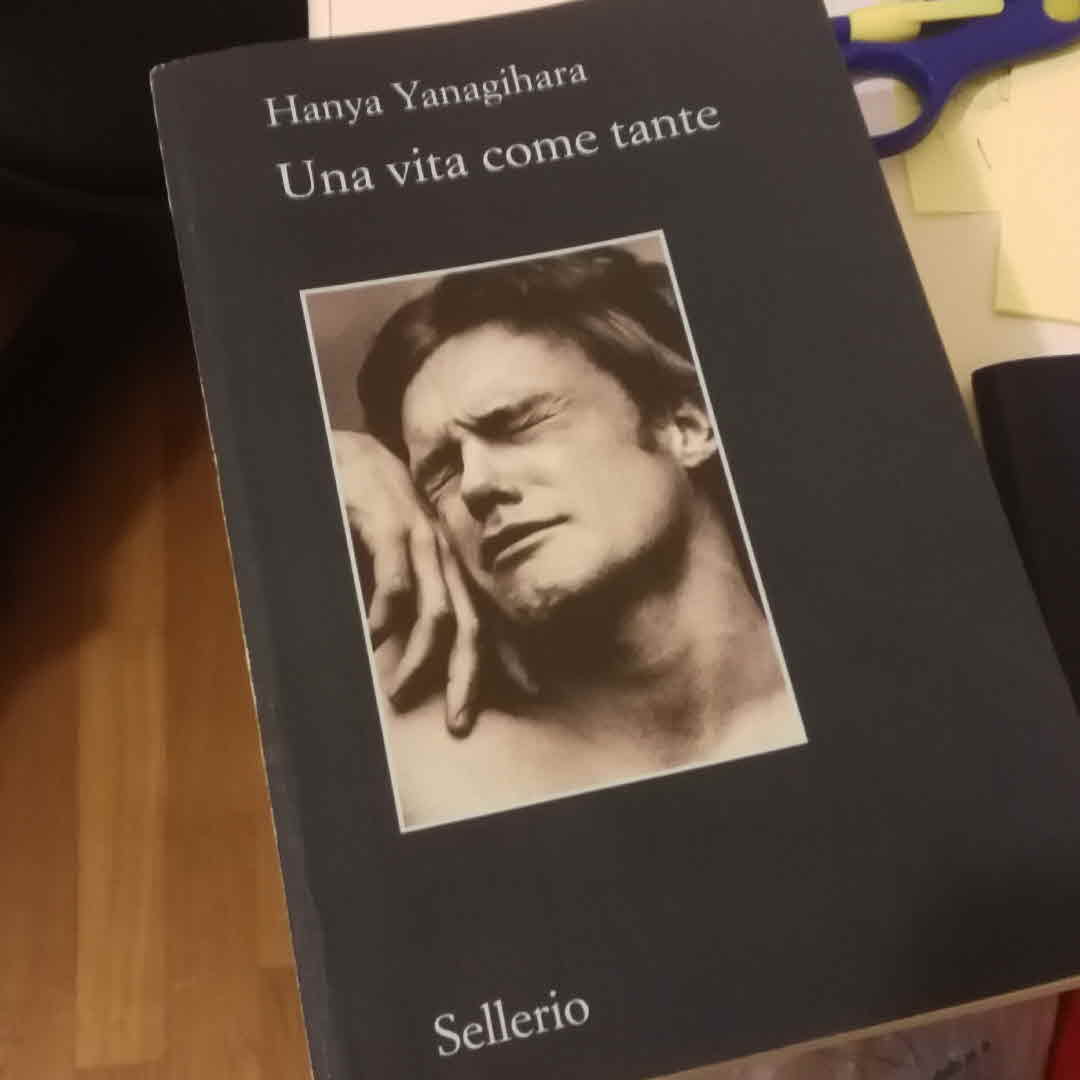 Hanya Yanagihara
Una vita come tante
Sellerio